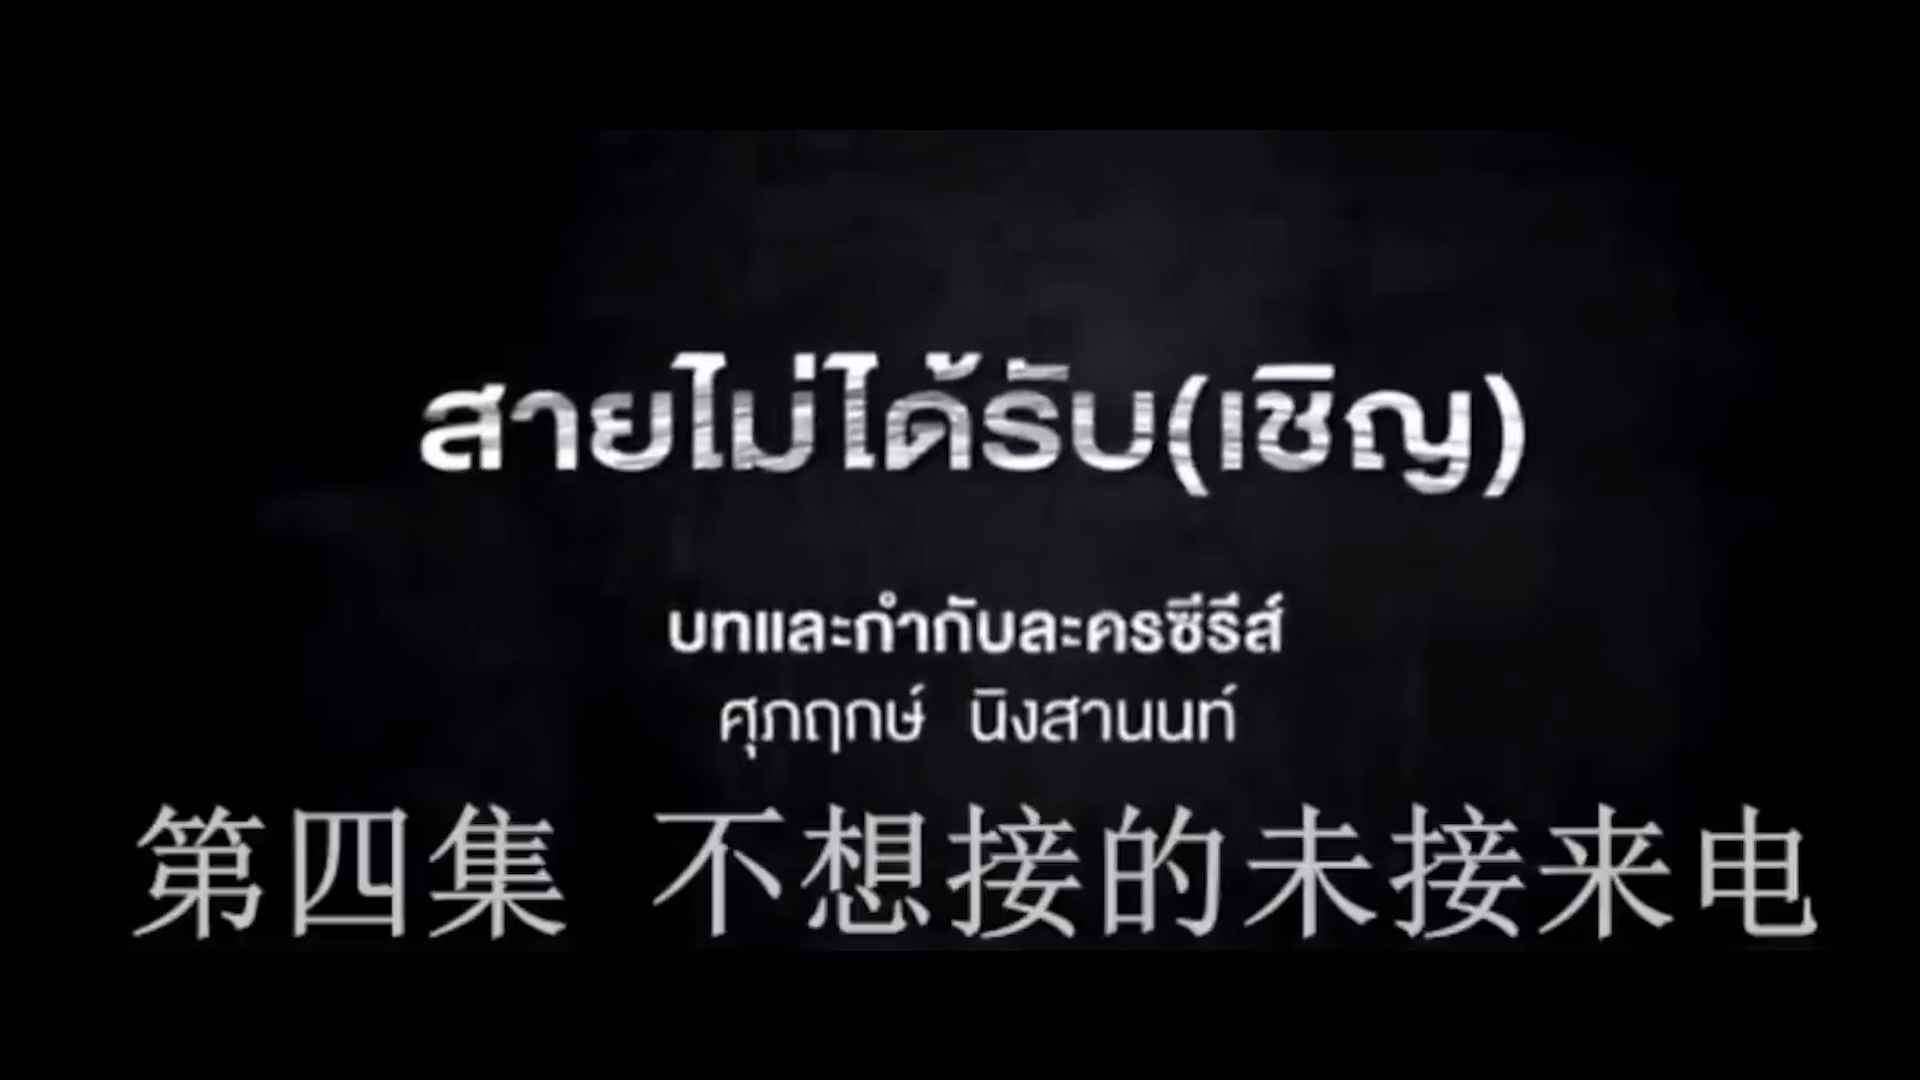 สายไม่ได้รับ(เชิญ)
บทและกำกับละครซีรีส์
ศุภฤกษ์ นิงสานนท์
第四集 不想接的未接来电